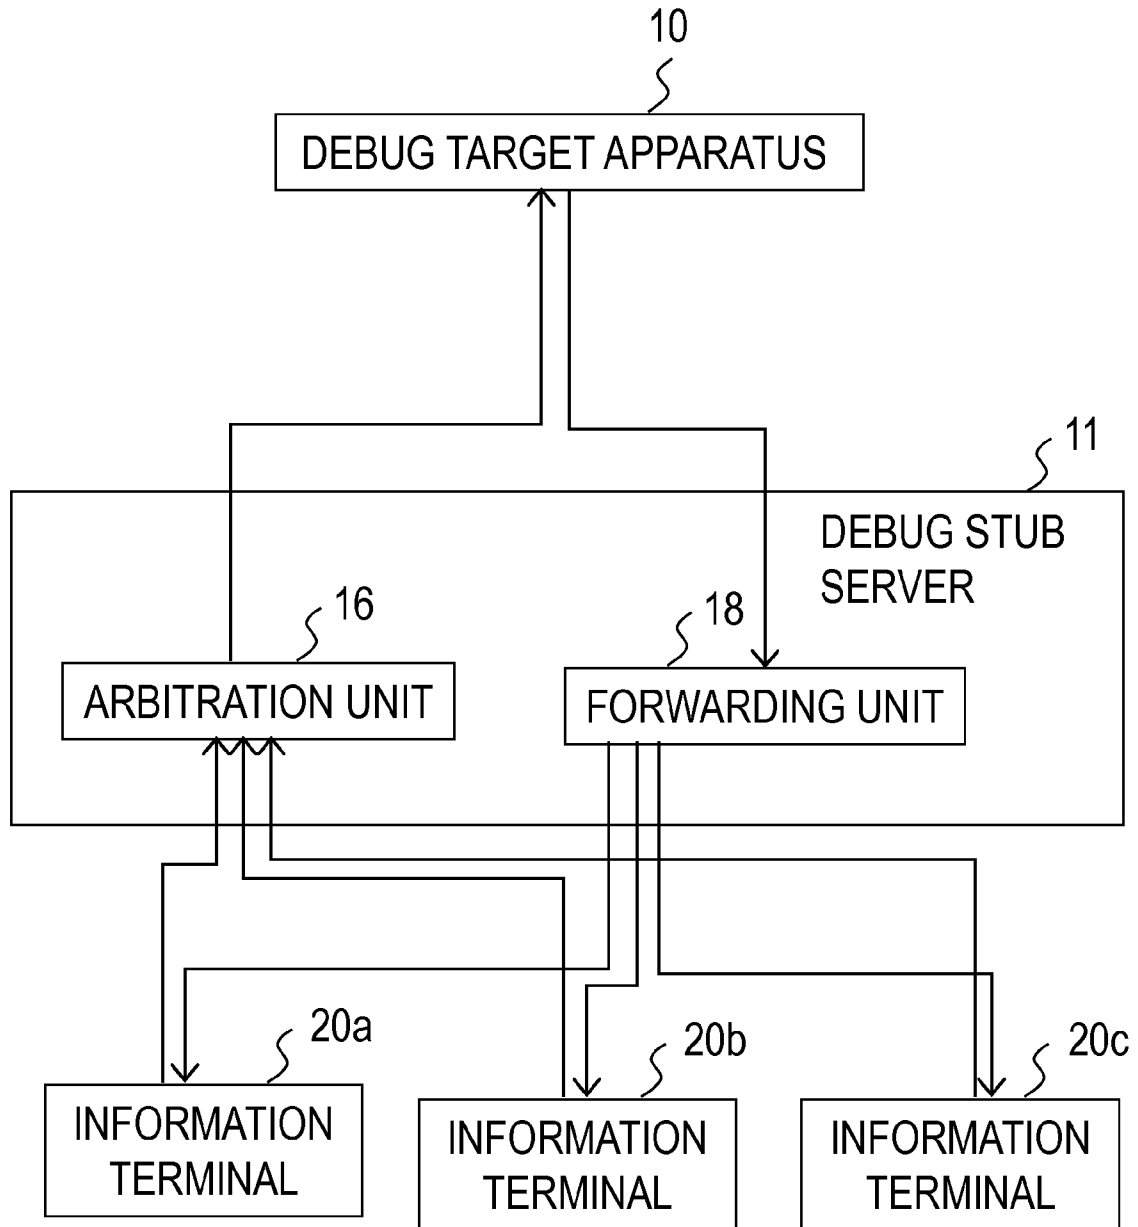 10
DEBUG TARGET APPARATUS
11
DEBUG STUB
SERVER
16
ARBITRATION UNIT
18
FORWARDING UNIT
20a
INFORMATION
TERMINAL
20b
INFORMATION
TERMINAL
20c
INFORMATION
TERMINAL